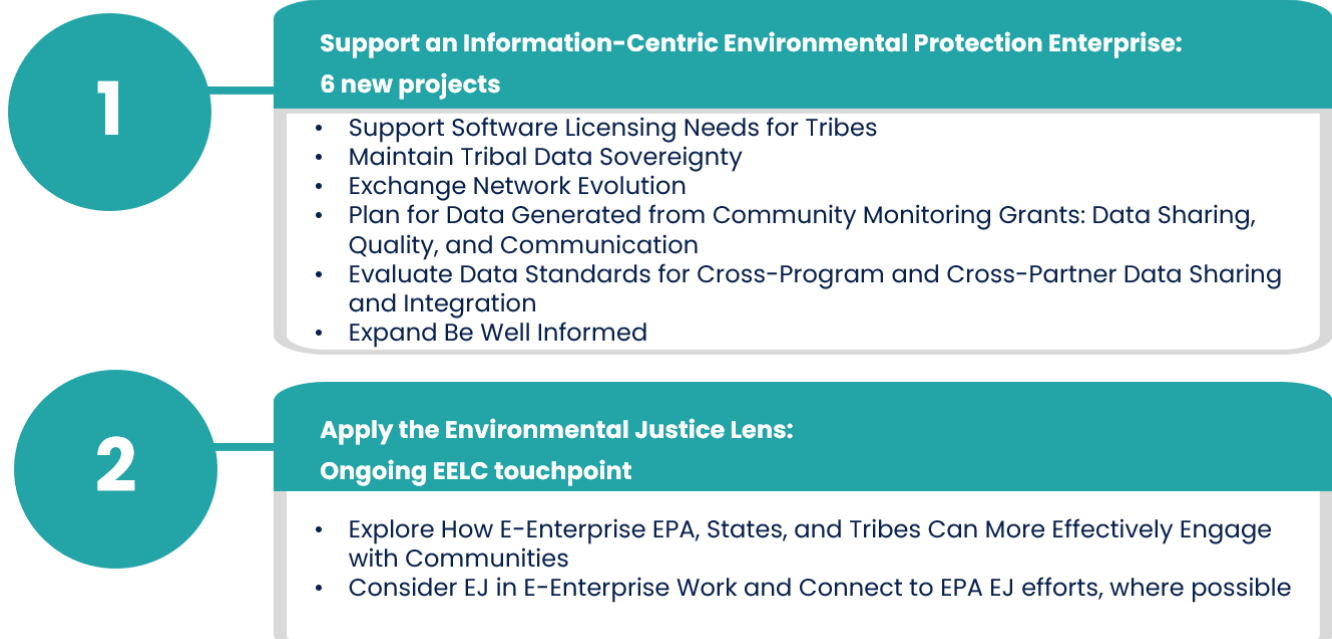 1
Support an Information-Centric Environmental Protection Enterprise:
6 new projects
• Support Software Licensing Needs for Tribes
• Maintain Tribal Data Sovereignty
• Exchange Network Evolution
• Plan for Data Generated from Community Monitoring Grants: Data Sharing,
Quality, and Communication
• Evaluate Data Standards for Cross-Program and Cross-Partner Data Sharing
and Integration
• Expand Be Well Informed
2
Apply the Environmental Justice Lens:
Ongoing EELC touchpoint
• Explore How E-Enterprise EPA, States, and Tribes Can More Effectively Engage
with Communities
• Consider EJ in E-Enterprise Work and Connect to EPA EJ efforts, where possible